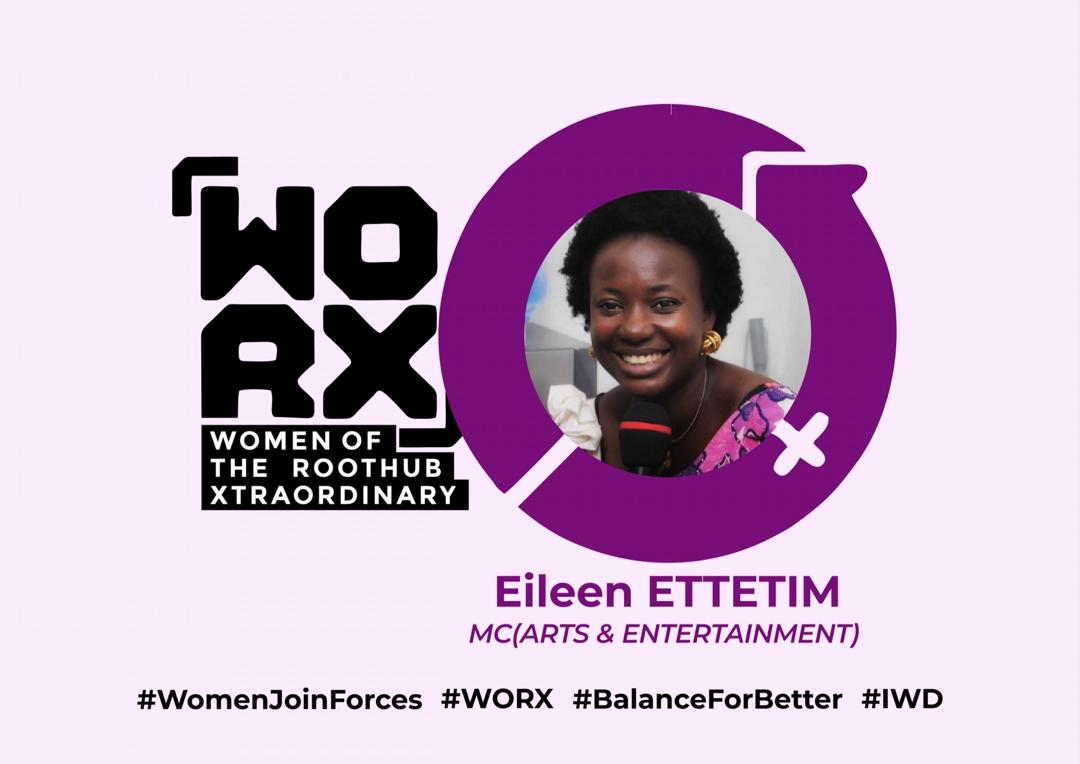 WO
RX
WOMEN OF
THE ROOTHUB
XTRAORDINARY
Eileen ETTETIM
MC(ARTS & ENTERTAINMENT)
#WomenJoinForces #WORX #BalanceForBetter #IWD